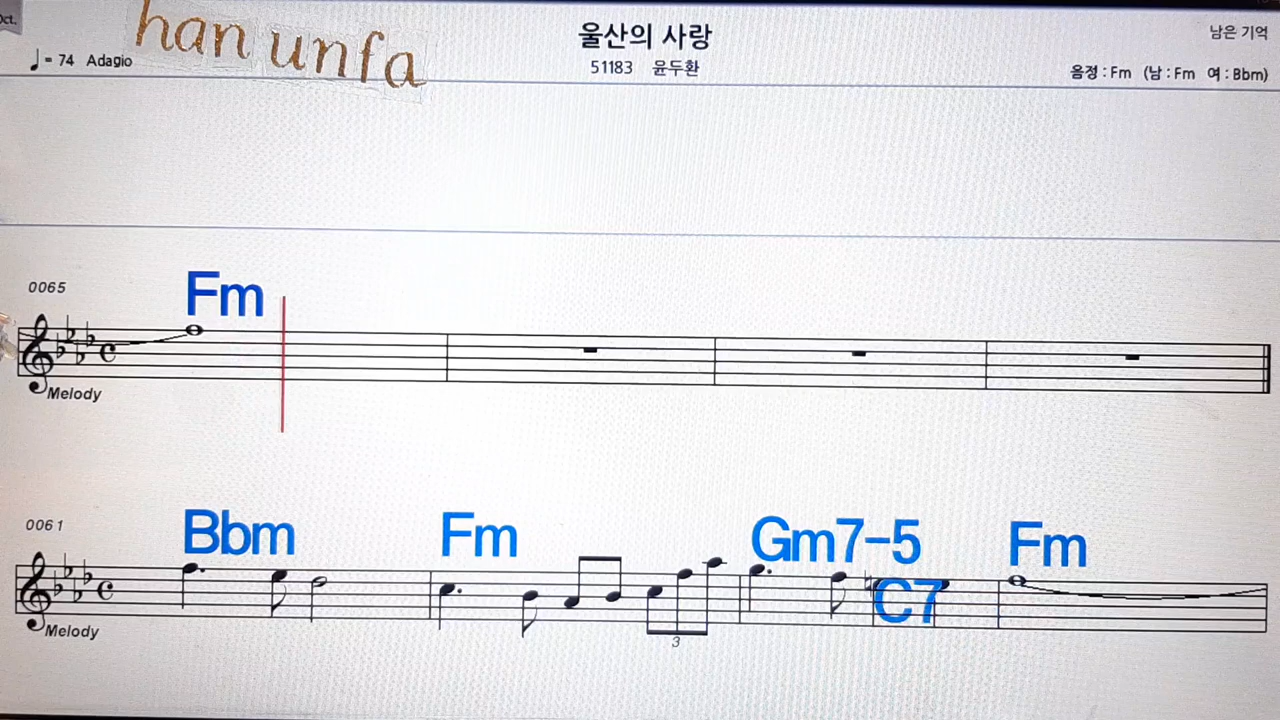 Oct.
han unfa
울산의 사랑
남은 기억
♩= 74 Adagio
51183 윤두환
음정 : Fm (남 : Fm 여 : Bbm)
0065
Fm
Melody
0061
Bbm Fm Gm7-5 C7 Fm
3
Melody